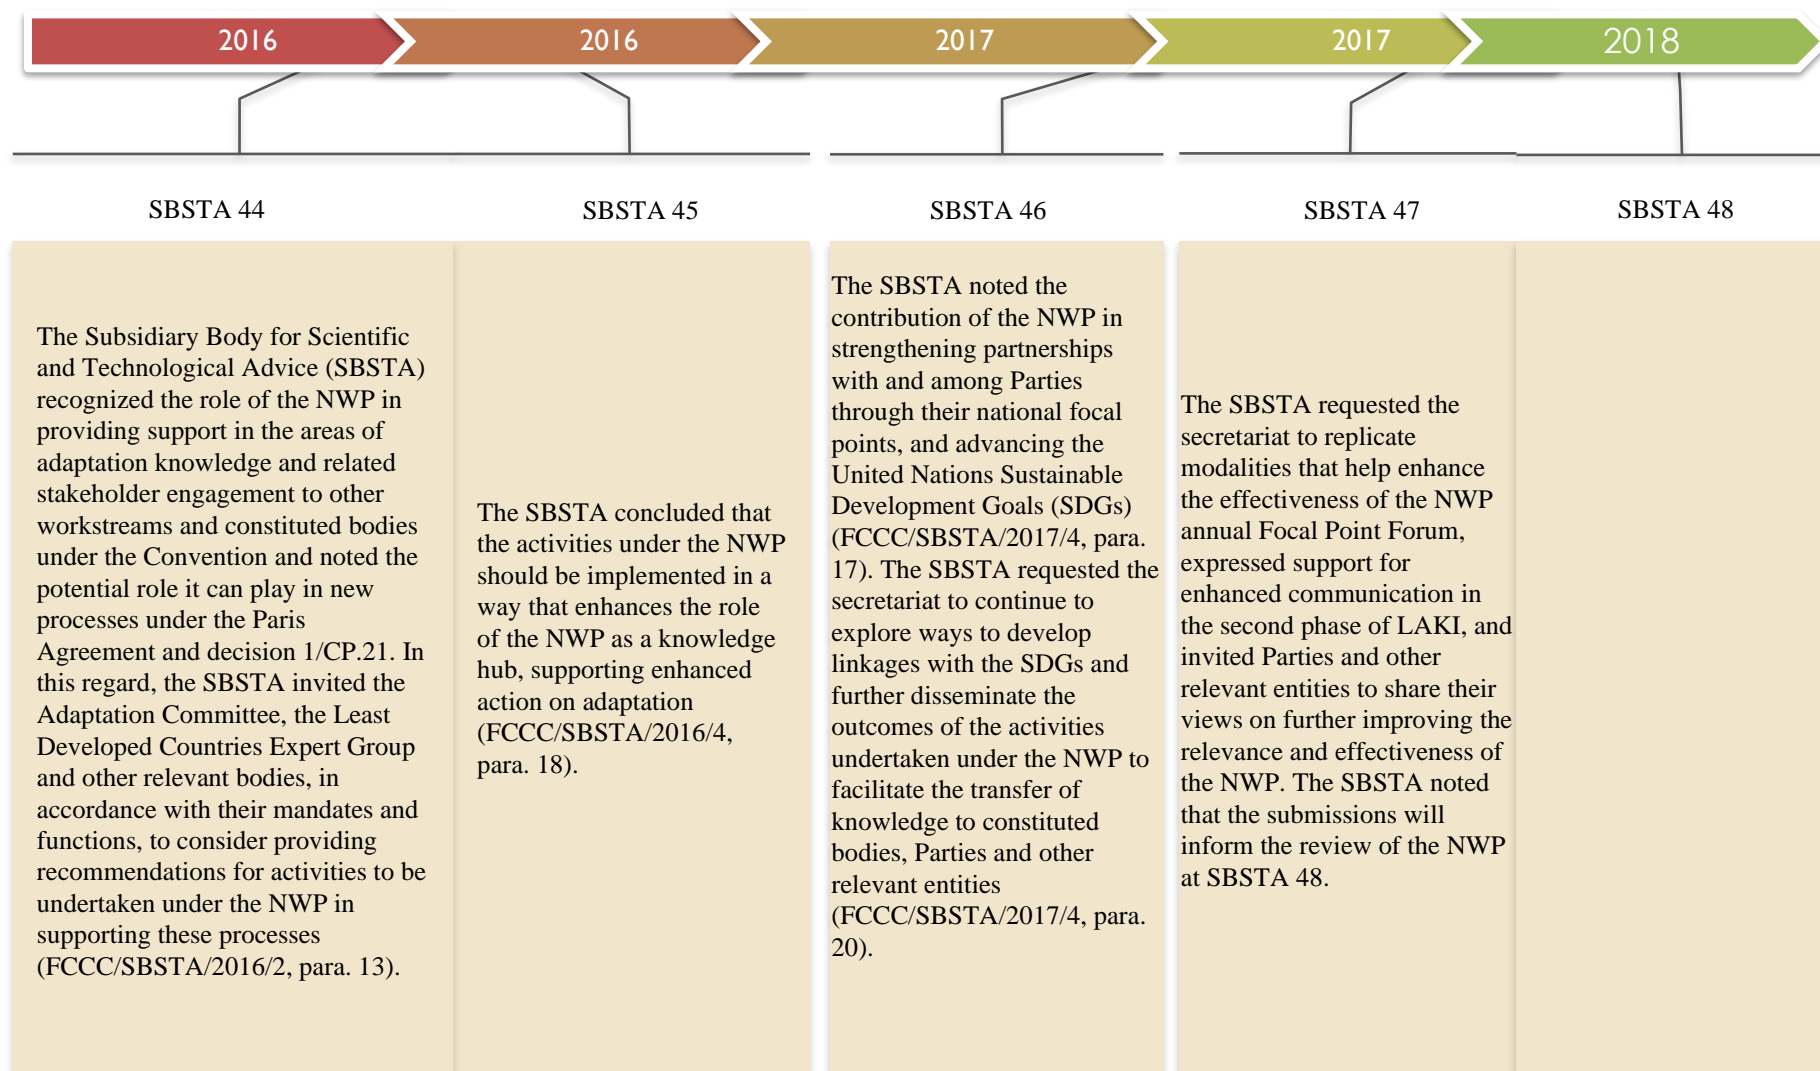 2016
2016
2017
2017
2018
SBSTA 44
SBSTA 45
SBSTA 46
SBSTA 47
SBSTA 48
The Subsidiary Body for Scientific
and Technological Advice (SBSTA)
recognized the role of the NWP in
providing support in the areas of
adaptation knowledge and related
stakeholder engagement to other
workstreams and constituted bodies
under the Convention and noted the
potential role it can play in new
processes under the Paris
Agreement and decision 1/CP.21. In
this regard, the SBSTA invited the
Adaptation Committee, the Least
Developed Countries Expert Group
and other relevant bodies, in
accordance with their mandates and
functions, to consider providing
recommendations for activities to be
undertaken under the NWP in
supporting these processes
(FCCC/SBSTA/2016/2, para. 13).
The SBSTA concluded that
the activities under the NWP
should be implemented in a
way that enhances the role
of the NWP as a knowledge
hub, supporting enhanced
action on adaptation
(FCCC/SBSTA/2016/4,
para. 18).
The SBSTA noted the
contribution of the NWP in
strengthening partnerships
with and among Parties
through their national focal
points, and advancing the
United Nations Sustainable
Development Goals (SDGs)
(FCCC/SBSTA/2017/4, para.
17). The SBSTA requested the
secretariat to continue to
explore ways to develop
linkages with the SDGs and
further disseminate the
outcomes of the activities
undertaken under the NWP to
facilitate the transfer of
knowledge to constituted
bodies, Parties and other
relevant entities
(FCCC/SBSTA/2017/4, para.
20).
The SBSTA requested the
secretariat to replicate
modalities that help enhance
the effectiveness of the NWP
annual Focal Point Forum,
expressed support for
enhanced communication in
the second phase of LAKI, and
invited Parties and other
relevant entities to share their
views on further improving the
relevance and effectiveness of
the NWP. The SBSTA noted
that the submissions will
inform the review of the NWP
at SBSTA 48.